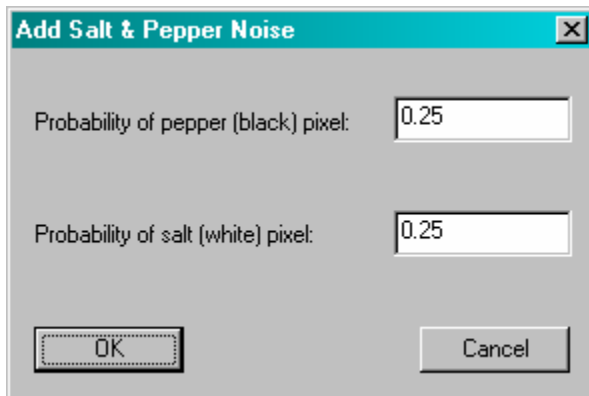 Add Salt & Pepper Noise
Probability of pepper (black) pixel: 0.25
Probability of salt (white) pixel: 0.25
OK Cancel